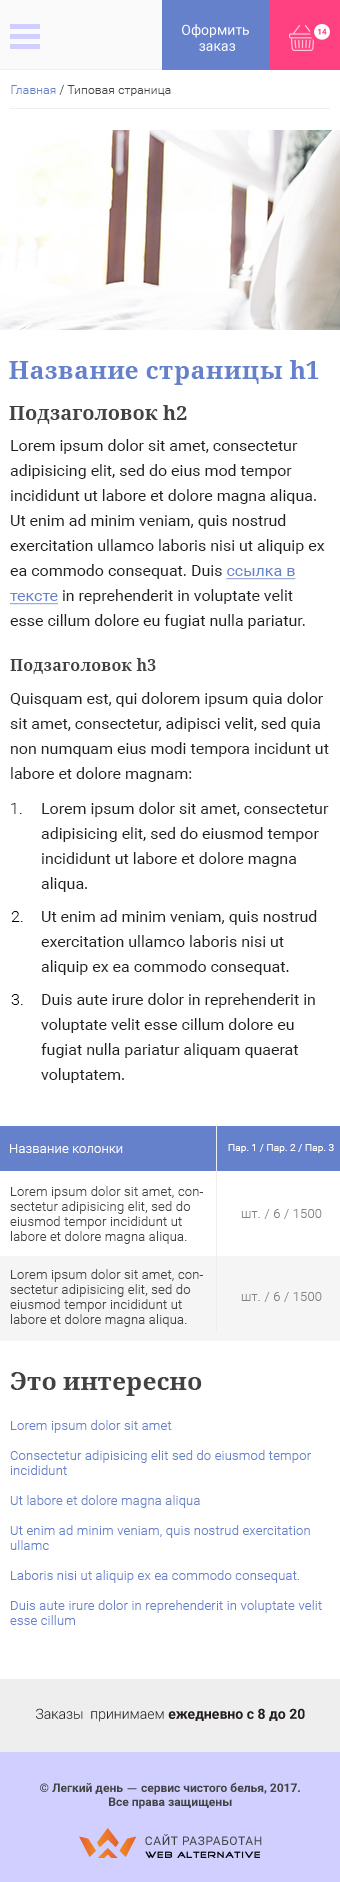 Оформить
заказ
14
Главная / Типовая страница
Название страницы h1
Подзаголовок h2
Lorem ipsum dolor sit amet, consectetur
adipisicing elit, sed do eius mod tempor
incididunt ut labore et dolore magna aliqua.
Ut enim ad minim veniam, quis nostrud
exercitation ullamco laboris nisi ut aliquip ex
ea commodo consequat. Duis ссылка в
тексте in reprehenderit in voluptate velit
esse cillum dolore eu fugiat nulla pariatur.
Подзаголовок h3
Quisquam est, qui dolorem ipsum quia dolor
sit amet, consectetur, adipisci velit, sed quia
non numquam eius modi tempora incidunt ut
labore et dolore magnam:
1. Lorem ipsum dolor sit amet, consectetur
adipisicing elit, sed do eiusmod tempor
incididunt ut labore et dolore magna
aliqua.
2. Ut enim ad minim veniam, quis nostrud
exercitation ullamco laboris nisi ut
aliquip ex ea commodo consequat.
3. Duis aute irure dolor in reprehenderit in
voluptate velit esse cillum dolore eu
fugiat nulla pariatur aliquam quaerat
voluptatem.
Название колонки
Пар. 1 / Пар. 2 / Пар. 3
Lorem ipsum dolor sit amet, con-
sectetur adipisicing elit, sed do
eiusmod tempor incididunt ut
labore et dolore magna aliqua.
шт. / 6 / 1500
Lorem ipsum dolor sit amet, con-
sectetur adipisicing elit, sed do
eiusmod tempor incididunt ut
labore et dolore magna aliqua.
шт. / 6 / 1500
Это интересно
Lorem ipsum dolor sit amet
Consectetur adipisicing elit sed do eiusmod tempor
incididunt
Ut labore et dolore magna aliqua
Ut enim ad minim veniam, quis nostrud exercitation
ullamc
Laboris nisi ut aliquip ex ea commodo consequat.
Duis aute irure dolor in reprehenderit in voluptate velit
esse cillum
Заказы принимаем ежедневно с 8 до 20
© Легкий день — сервис чистого белья, 2017.
Все права защищены
САЙТ РАЗРАБОТАН
WEB ALTERNATIVE